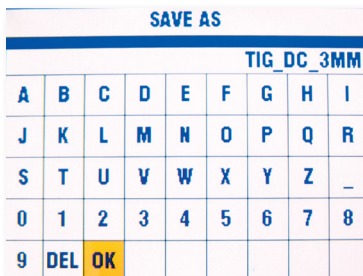 SAVE AS
TIG_DC_3MM
A B C D E F G H I
J K L M N O P Q R
S T U V W X Y Z _
0 1 2 3 4 5 6 7 8
9 DEL OK